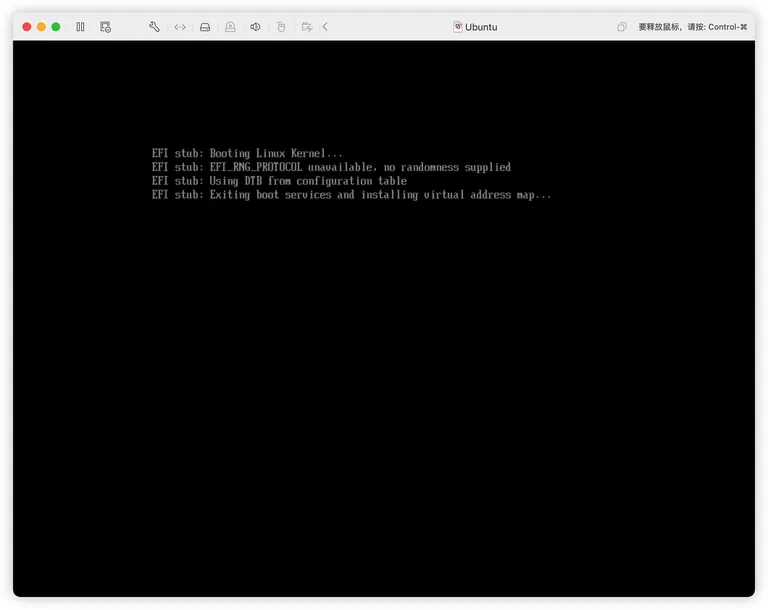 Ubuntu
要释放鼠标，请按: Control-⌘
EFI stub: Booting Linux Kernel...
EFI stub: EFI_RNG_PROTOCOL unavailable, no randomness supplied
EFI stub: Using DTB from configuration table
EFI stub: Exiting boot services and installing virtual address map...